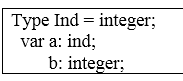 Type Ind = integer;
var a: ind;
b: integer;